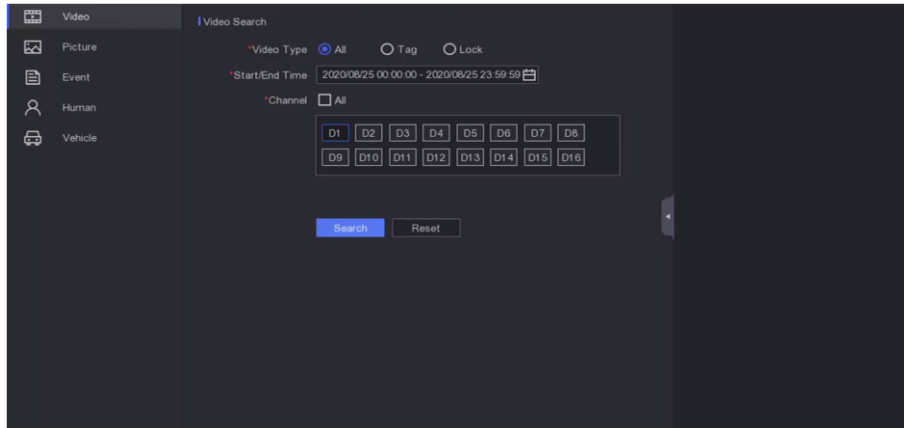 Video
Picture
Event
Human
Vehicle
Video Search
*Video Type All Tag Lock
*Start/End Time 2020/08/25 00:00:00 - 2020/08/25 23:59:59
*Channel All
D1 D2 D3 D4 D5 D6 D7 D8
D9 D10 D11 D12 D13 D14 D15 D16
Search Reset